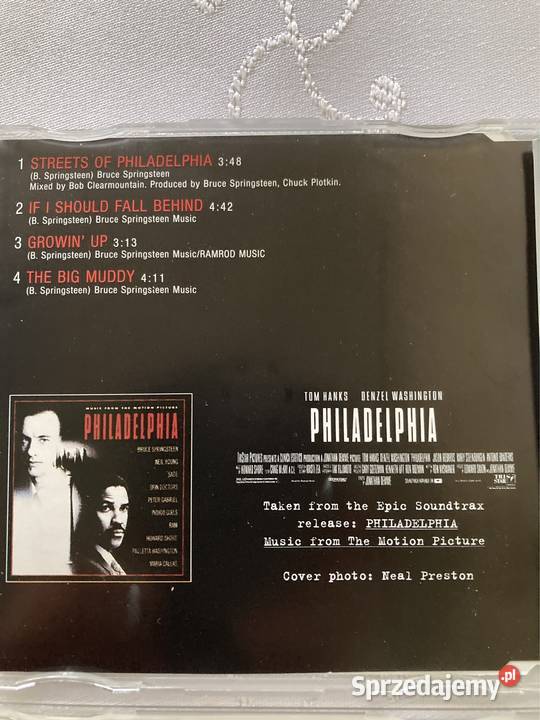 1 STREETS OF PHILADELPHIA 3:48
(B. Springsteen) Bruce Springsteen
Mixed by Bob Clearmountain. Produced by Bruce Springsteen, Chuck Plotkin.
2 IF I SHOULD FALL BEHIND 4:42
(B. Springsteen) Bruce Springsteen Music
3 GROWIN' UP 3:13
(B. Springsteen) Bruce Springsteen Music/RAMROD MUSIC
4 THE BIG MUDDY 4:11
(B. Springsteen) Bruce Springsteen Music
MUSIC FROM THE MOTION PICTURE
PHILADELPHIA
BRUCE SPRINGSTEEN
NEIL YOUNG
SADE
SPIN DOCTORS
PETER GABRIEL
INDIGO GIRLS
RAM
HOWARD SHORE
PAULETTA WASHINGTON
MARIA CALLAS
TOM HANKS DENZEL WASHINGTON
PHILADELPHIA
TRISTAR
Taken from the Epic Soundtrax
release: PHILADELPHIA
Music from The Motion Picture
Cover photo: Neal Preston
Sprzedajemy.pl